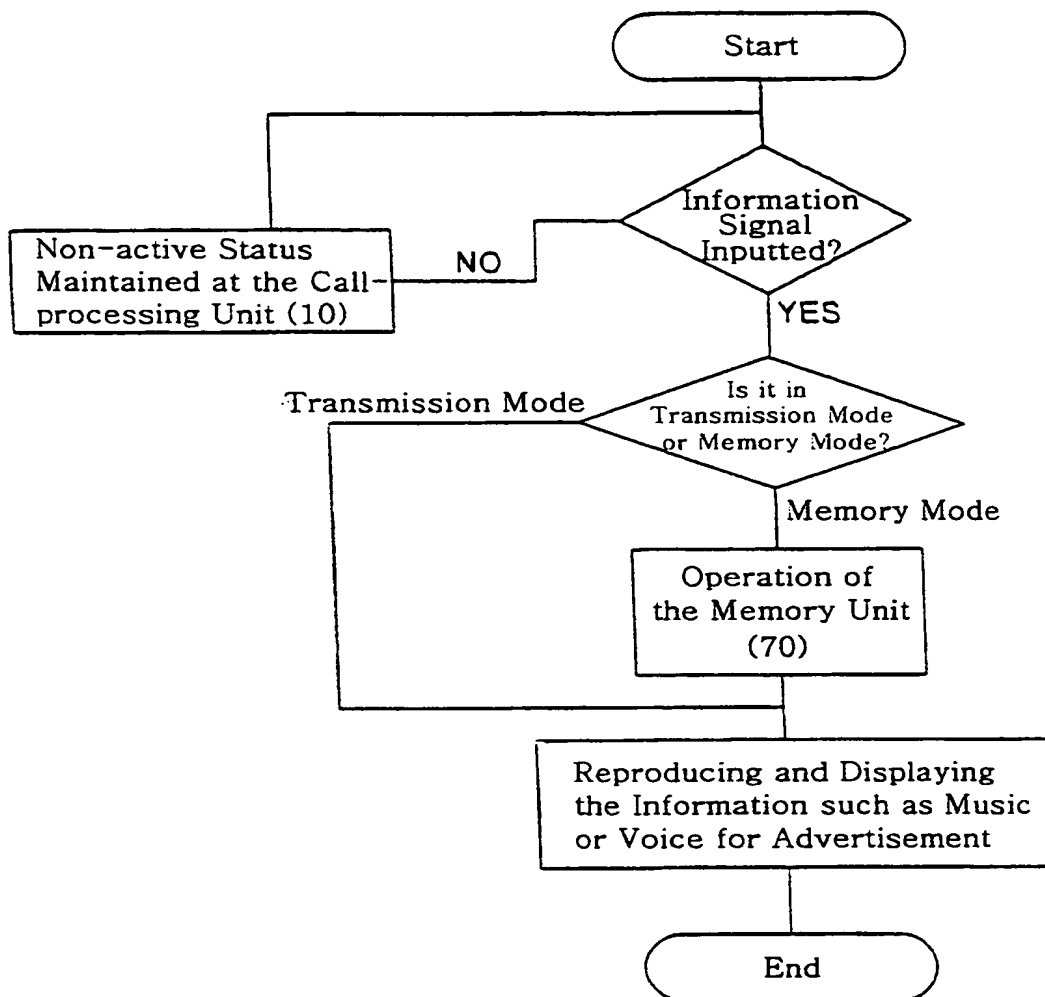 Start
Information
Signal
Inputted?
Non-active Status
Maintained at the Call-
processing Unit (10)
NO
YES
Is it in
Transmission Mode
or Memory Mode?
Transmission Mode
Memory Mode
Operation of
the Memory Unit
(70)
Reproducing and Displaying
the Information such as Music
or Voice for Advertisement
End